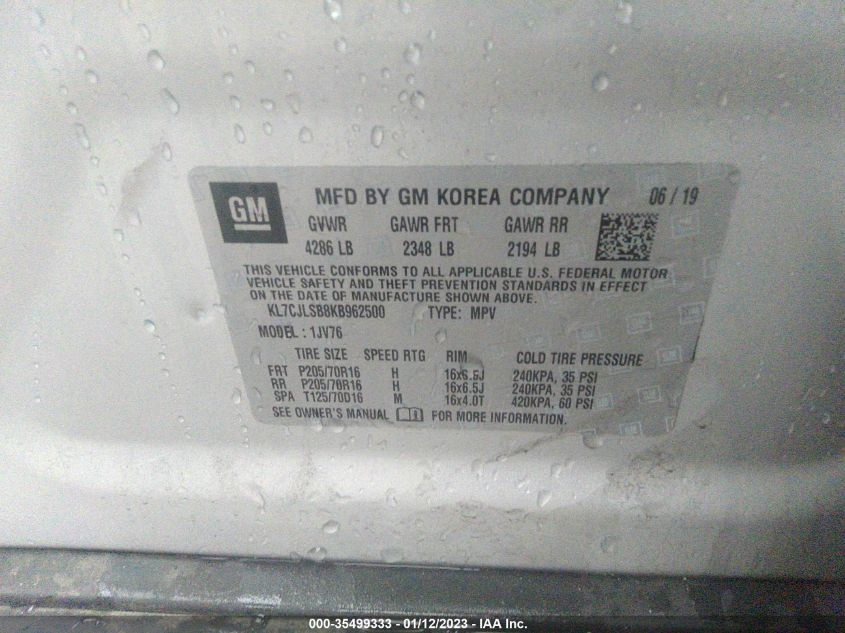 GM MFD BY GM KOREA COMPANY 06 / 19
GVWR GAWR FRT GAWR RR
4286 LB 2348 LB 2194 LB
THIS VEHICLE CONFORMS TO ALL APPLICABLE U.S. FEDERAL MOTOR
VEHICLE SAFETY AND THEFT PREVENTION STANDARDS IN EFFECT
ON THE DATE OF MANUFACTURE SHOWN ABOVE.
KL7CJLSB8KB962500 TYPE: MPV
MODEL : 1JV76
TIRE SIZE SPEED RTG RIM COLD TIRE PRESSURE
FRT P205/70R16 H 16x6.5J 240KPA, 35 PSI
RR P205/70R16 H 16x6.5J 240KPA, 35 PSI
SPA T125/70D16 M 16x4.0T 420KPA, 60 PSI
SEE OWNER'S MANUAL FOR MORE INFORMATION.
000-35499333 - 01/12/2023 - IAA Inc.